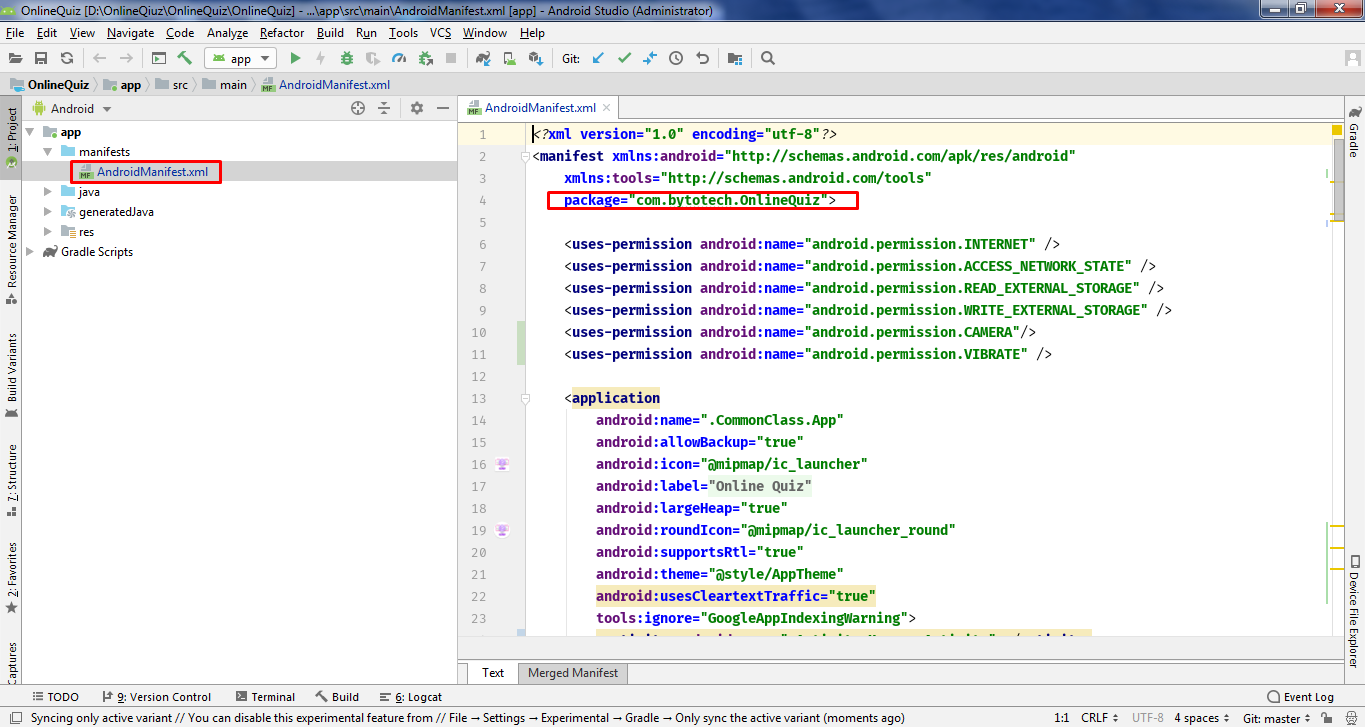 OnlineQuiz [D:\OnlineQiuz\OnlineQuiz\OnlineQuiz] - ...\app\src\main\AndroidManifest.xml [app] - Android Studio (Administrator)
File Edit View Navigate Code Analyze Refactor Build Run Tools VCS Window Help
app Git:
OnlineQuiz app src main AndroidManifest.xml
Android
AndroidManifest.xml
1: Project
Resource Manager
Build Variants
7: Structure
2: Favorites
Captures
app
manifests
AndroidManifest.xml
java
generatedJava
res
Gradle Scripts
1 <?xml version="1.0" encoding="utf-8"?>
2 <manifest xmlns:android="http://schemas.android.com/apk/res/android"
3 xmlns:tools="http://schemas.android.com/tools"
4 package="com.bytotech.OnlineQuiz">
5
6 <uses-permission android:name="android.permission.INTERNET" />
7 <uses-permission android:name="android.permission.ACCESS_NETWORK_STATE" />
8 <uses-permission android:name="android.permission.READ_EXTERNAL_STORAGE" />
9 <uses-permission android:name="android.permission.WRITE_EXTERNAL_STORAGE" />
10 <uses-permission android:name="android.permission.CAMERA"/>
11 <uses-permission android:name="android.permission.VIBRATE" />
12
13 <application
14 android:name=".CommonClass.App"
15 android:allowBackup="true"
16 android:icon="@mipmap/ic_launcher"
17 android:label="Online Quiz"
18 android:largeHeap="true"
19 android:roundIcon="@mipmap/ic_launcher_round"
20 android:supportsRtl="true"
21 android:theme="@style/AppTheme"
22 android:usesCleartextTraffic="true"
23 tools:ignore="GoogleAppIndexingWarning">
Gradle
Device File Explorer
Text Merged Manifest
TODO 9: Version Control Terminal Build 6: Logcat Event Log
Syncing only active variant // You can disable this experimental feature from // File → Settings → Experimental → Gradle → Only sync the active variant (moments ago) 1:1 CRLF UTF-8 4 spaces Git: master